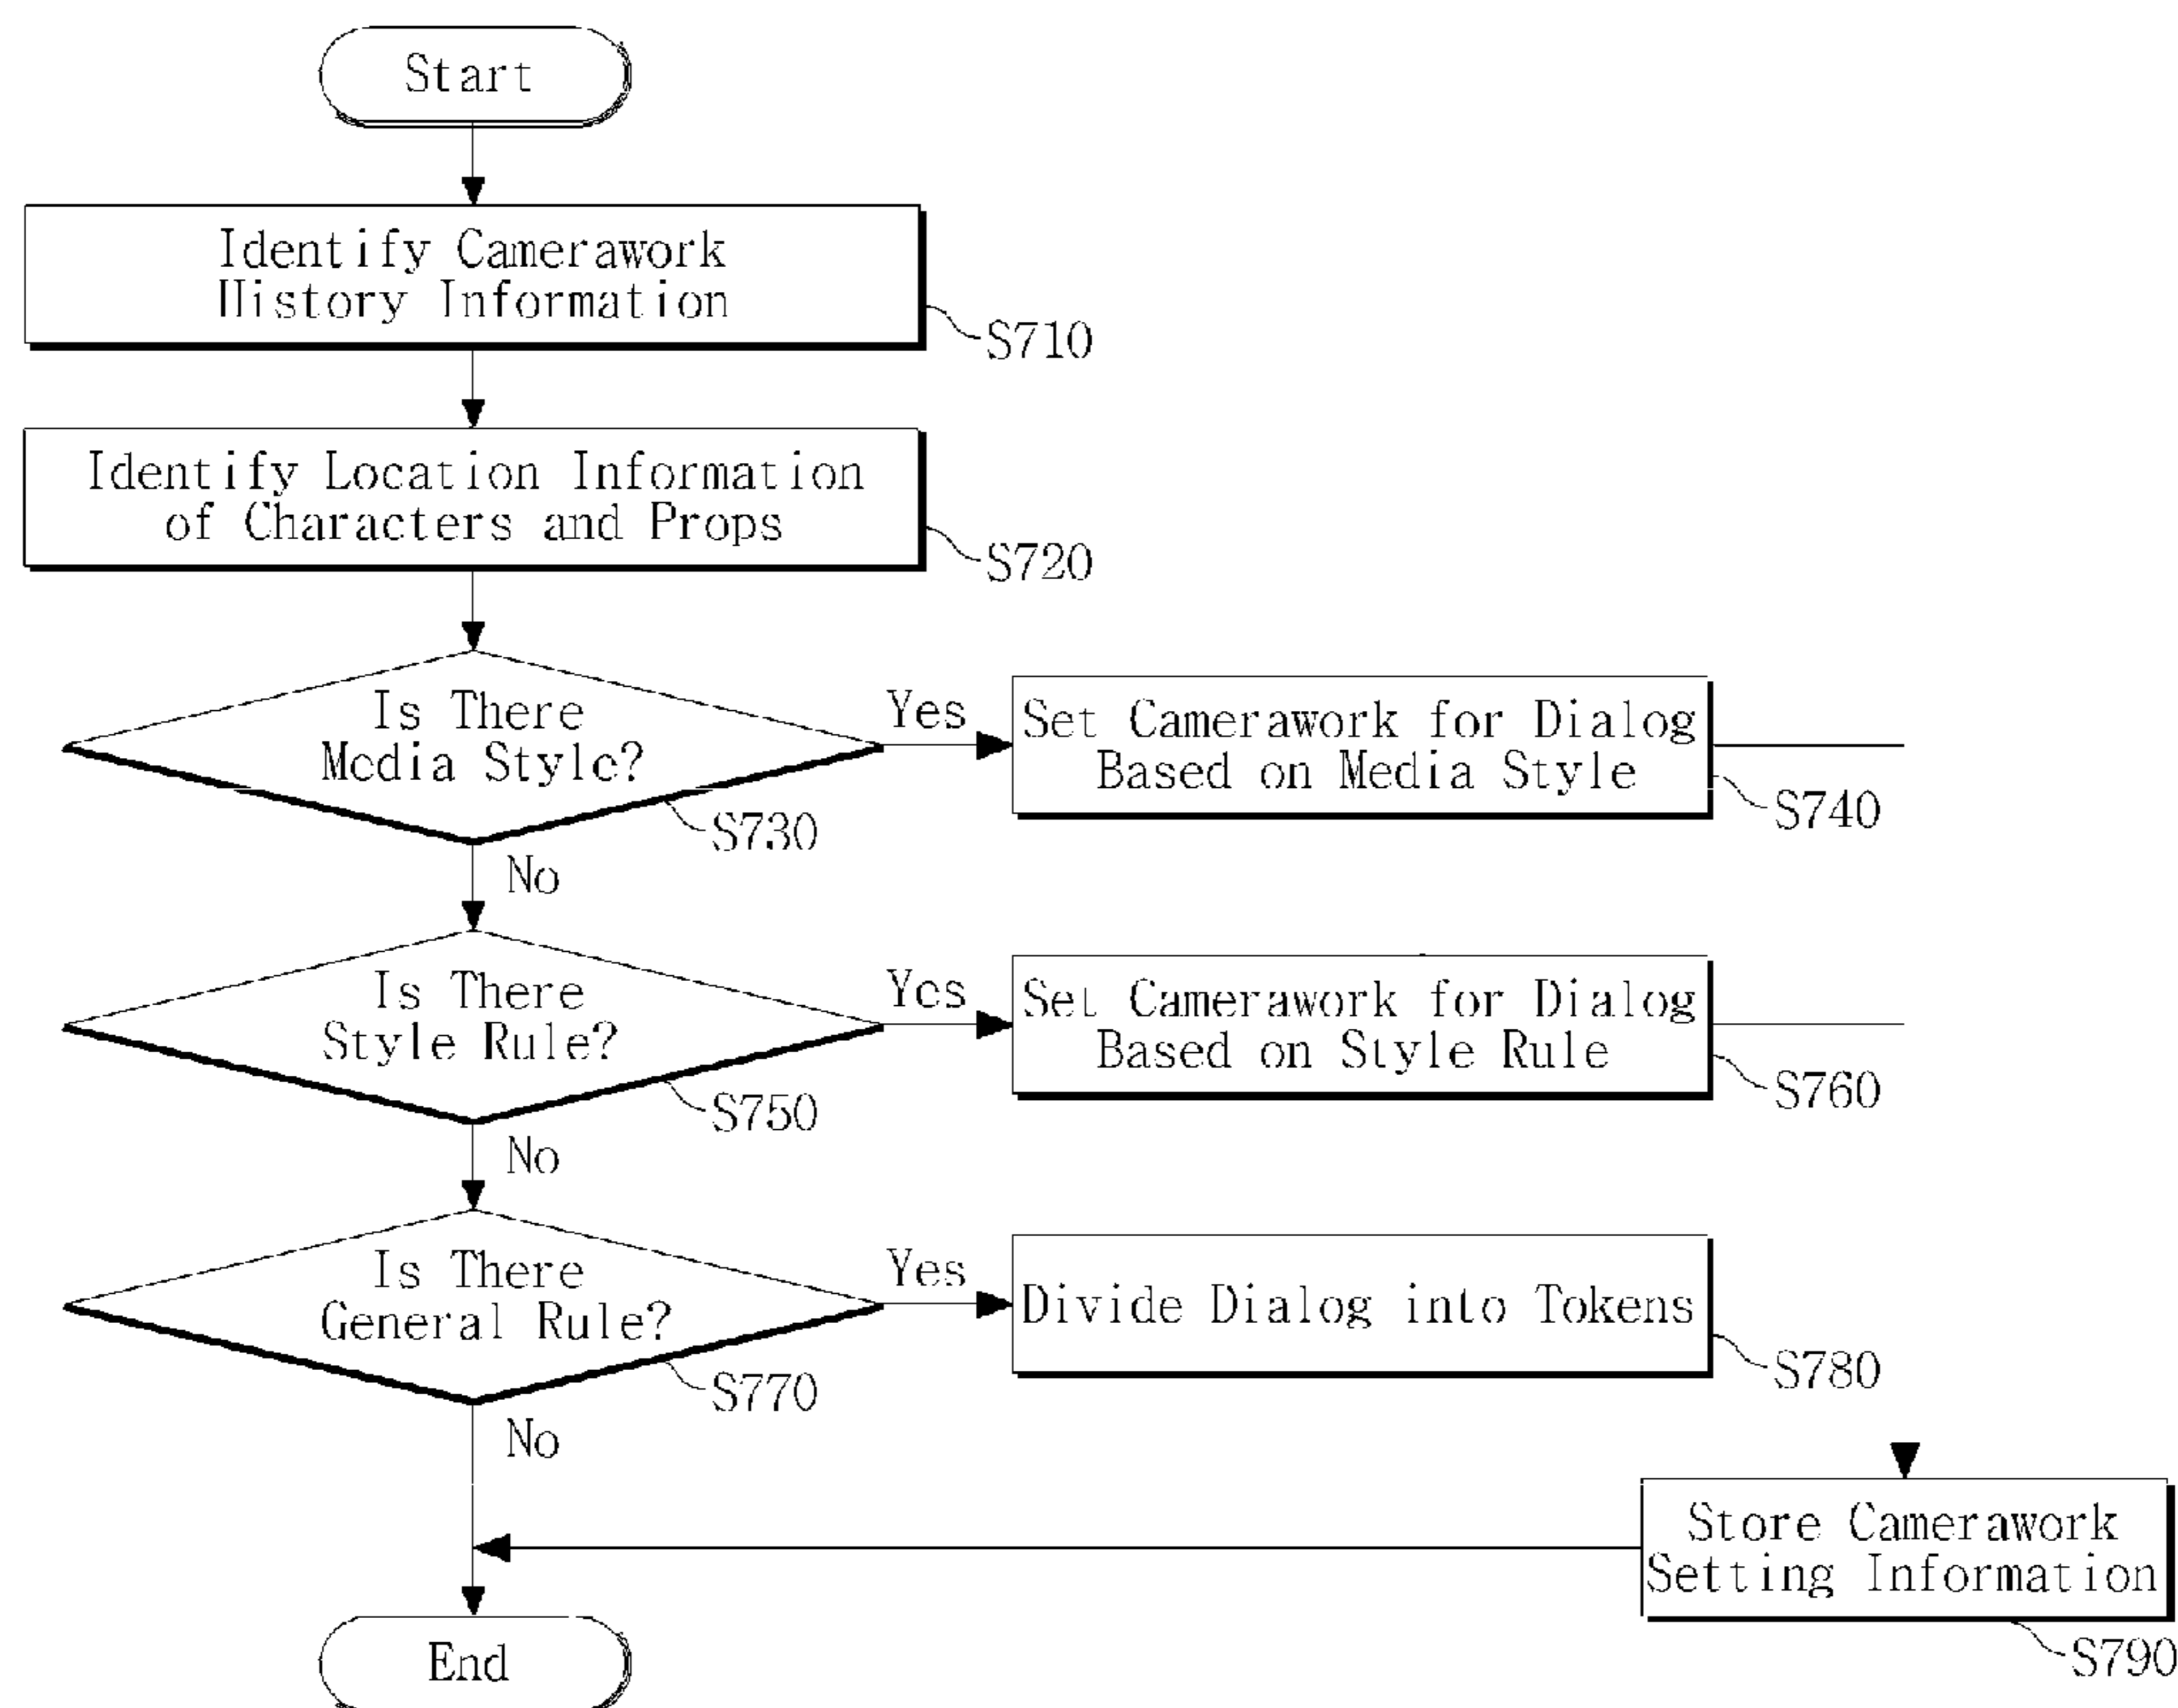 Start
Identify Camerawork
History Information
S710
Identify Location Information
of Characters and Props
S720
Is There
Media Style?
S730
Yes
Set Camerawork for Dialog
Based on Media Style
S740
No
Is There
Style Rule?
S750
Yes
Set Camerawork for Dialog
Based on Style Rule
S760
No
Is There
General Rule?
S770
Yes
Divide Dialog into Tokens
S780
No
Store Camerawork
Setting Information
S790
End